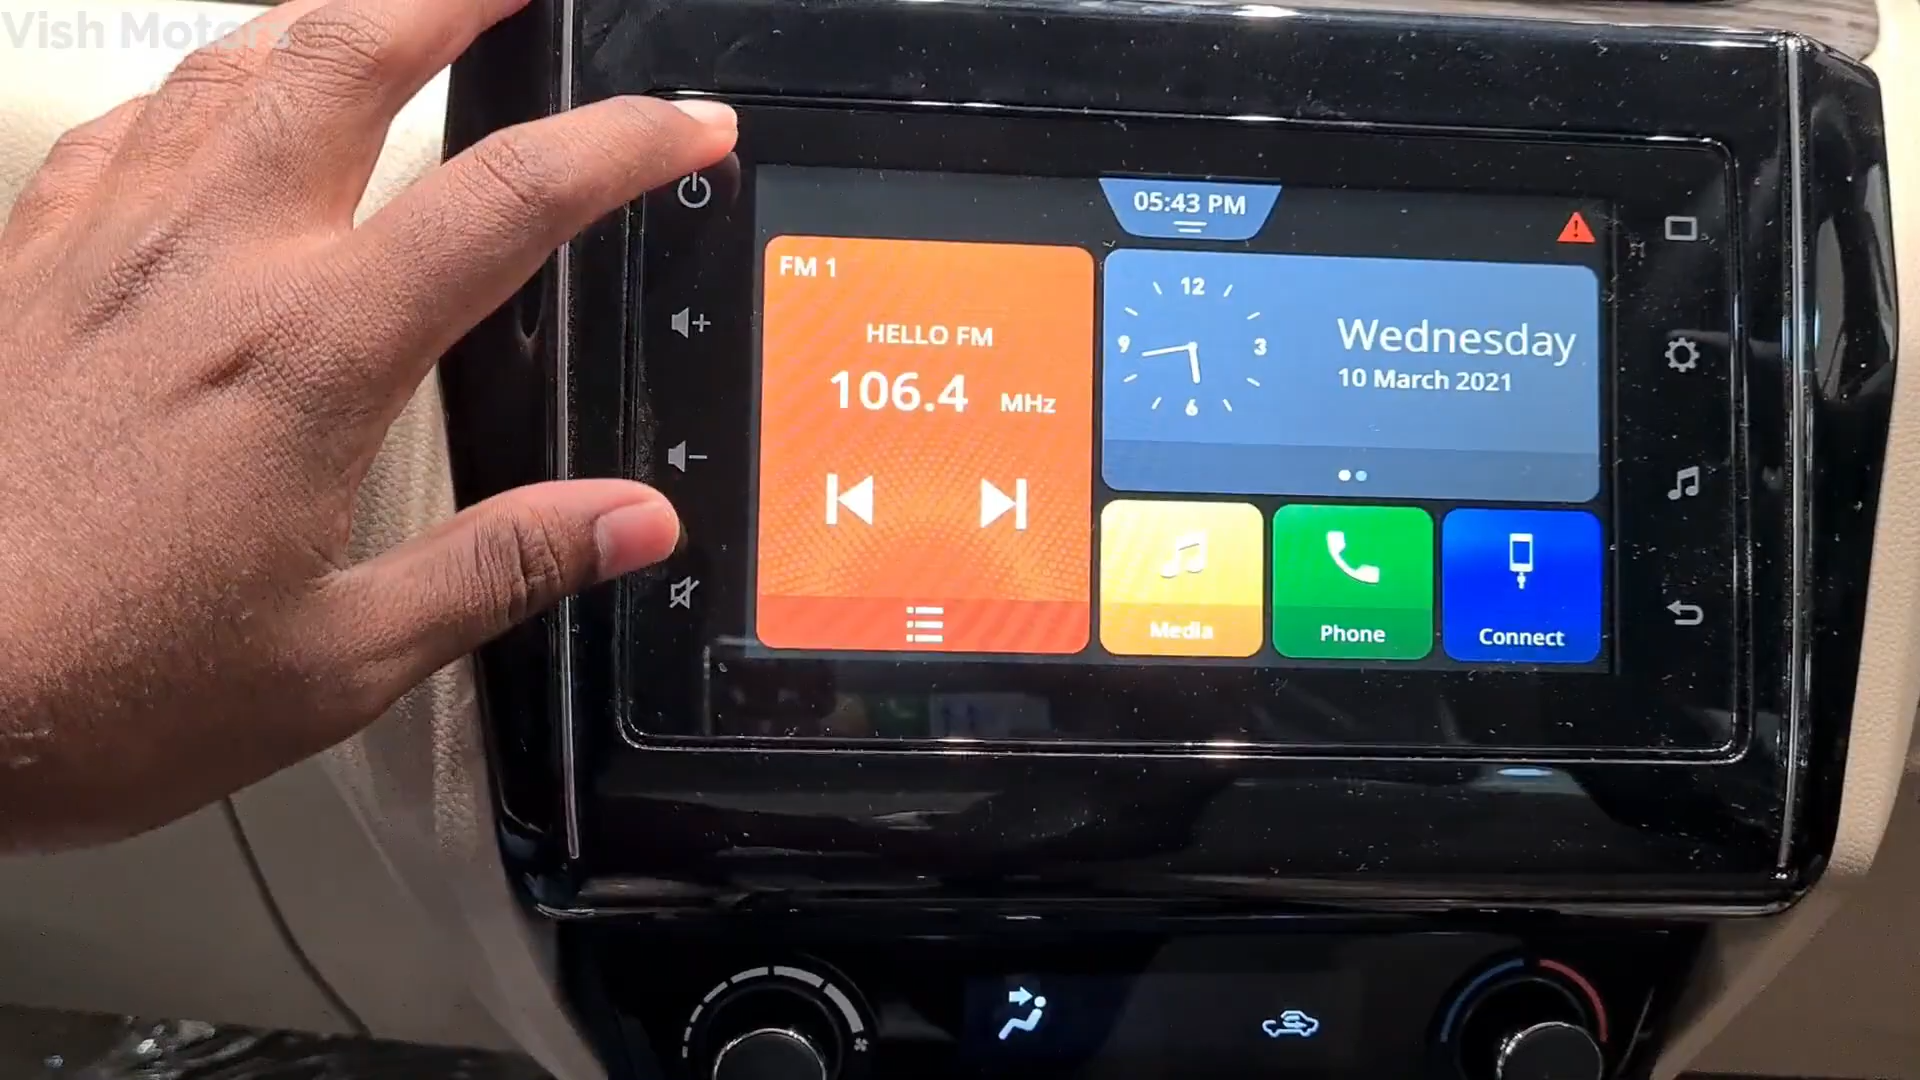 Vish Motors
05:43 PM
FM 1
HELLO FM
106.4 MHz
12
9
3
6
Wednesday
10 March 2021
Media
Phone
Connect